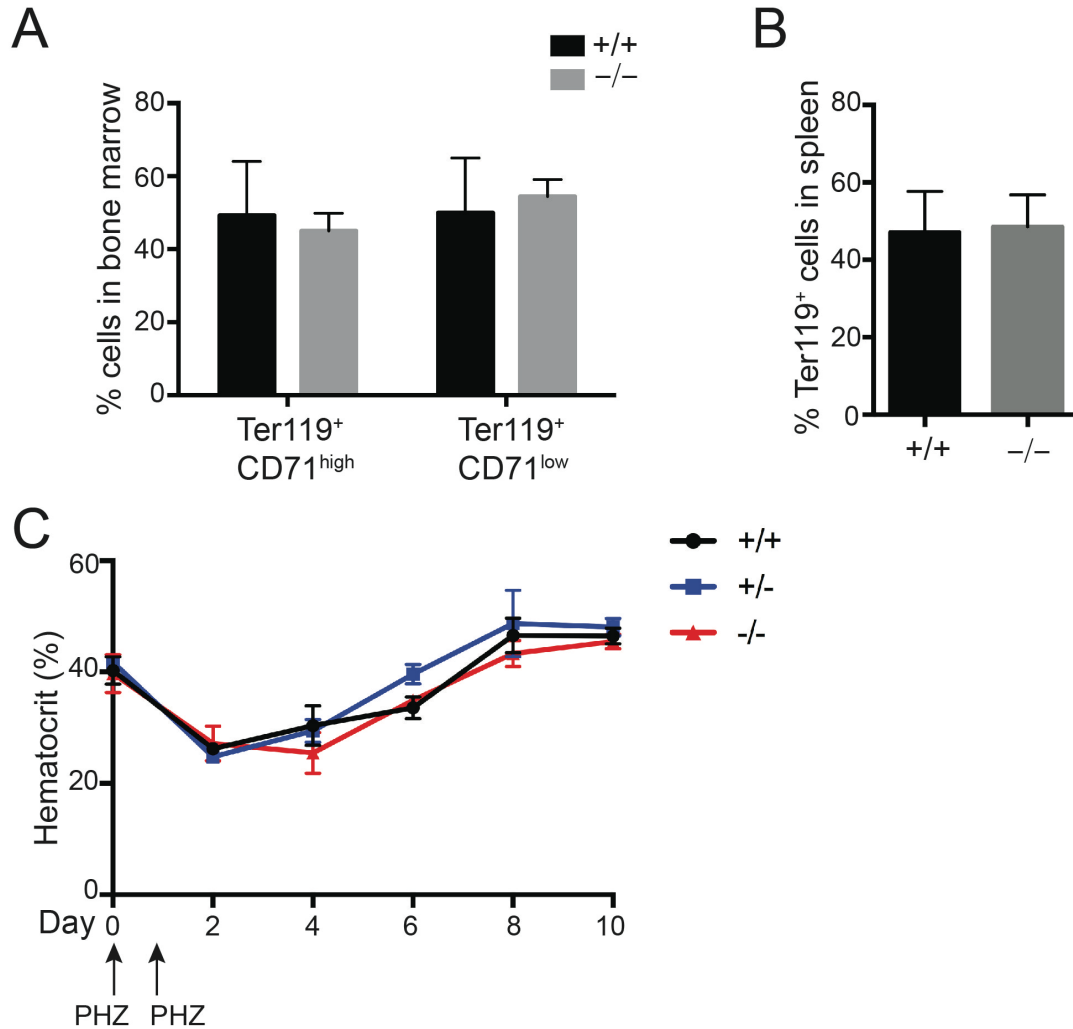 A
+/+
−/−
% cells in bone marrow
80
60
40
20
0
Ter119⁺
CD71ʰⁱᵍʰ
Ter119⁺
CD71ˡᵒʷ
B
% Ter119⁺ cells in spleen
80
60
40
20
0
+/+
−/−
C
+/+
+/-
-/-
Hematocrit (%)
60
40
20
0
Day 0 2 4 6 8 10
PHZ PHZ